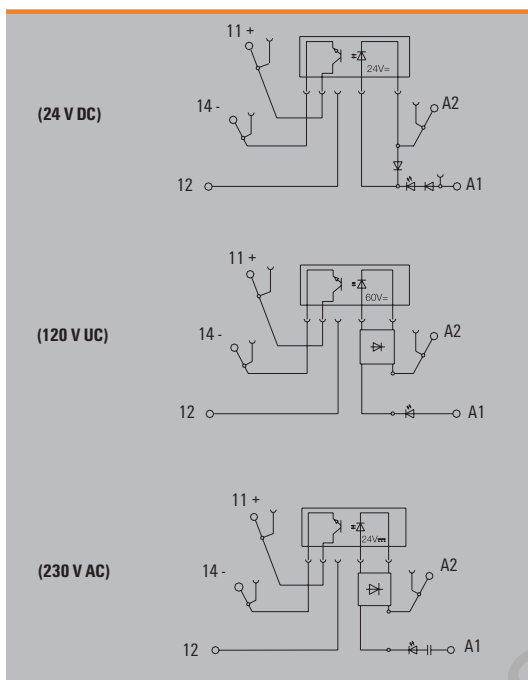 11 +
24V=
A2
(24 V DC)
14 -
12
A1
11 +
60V=
(120 V UC)
14 -
A2
12
A1
11 +
24V
(230 V AC)
14 -
A2
12
A1